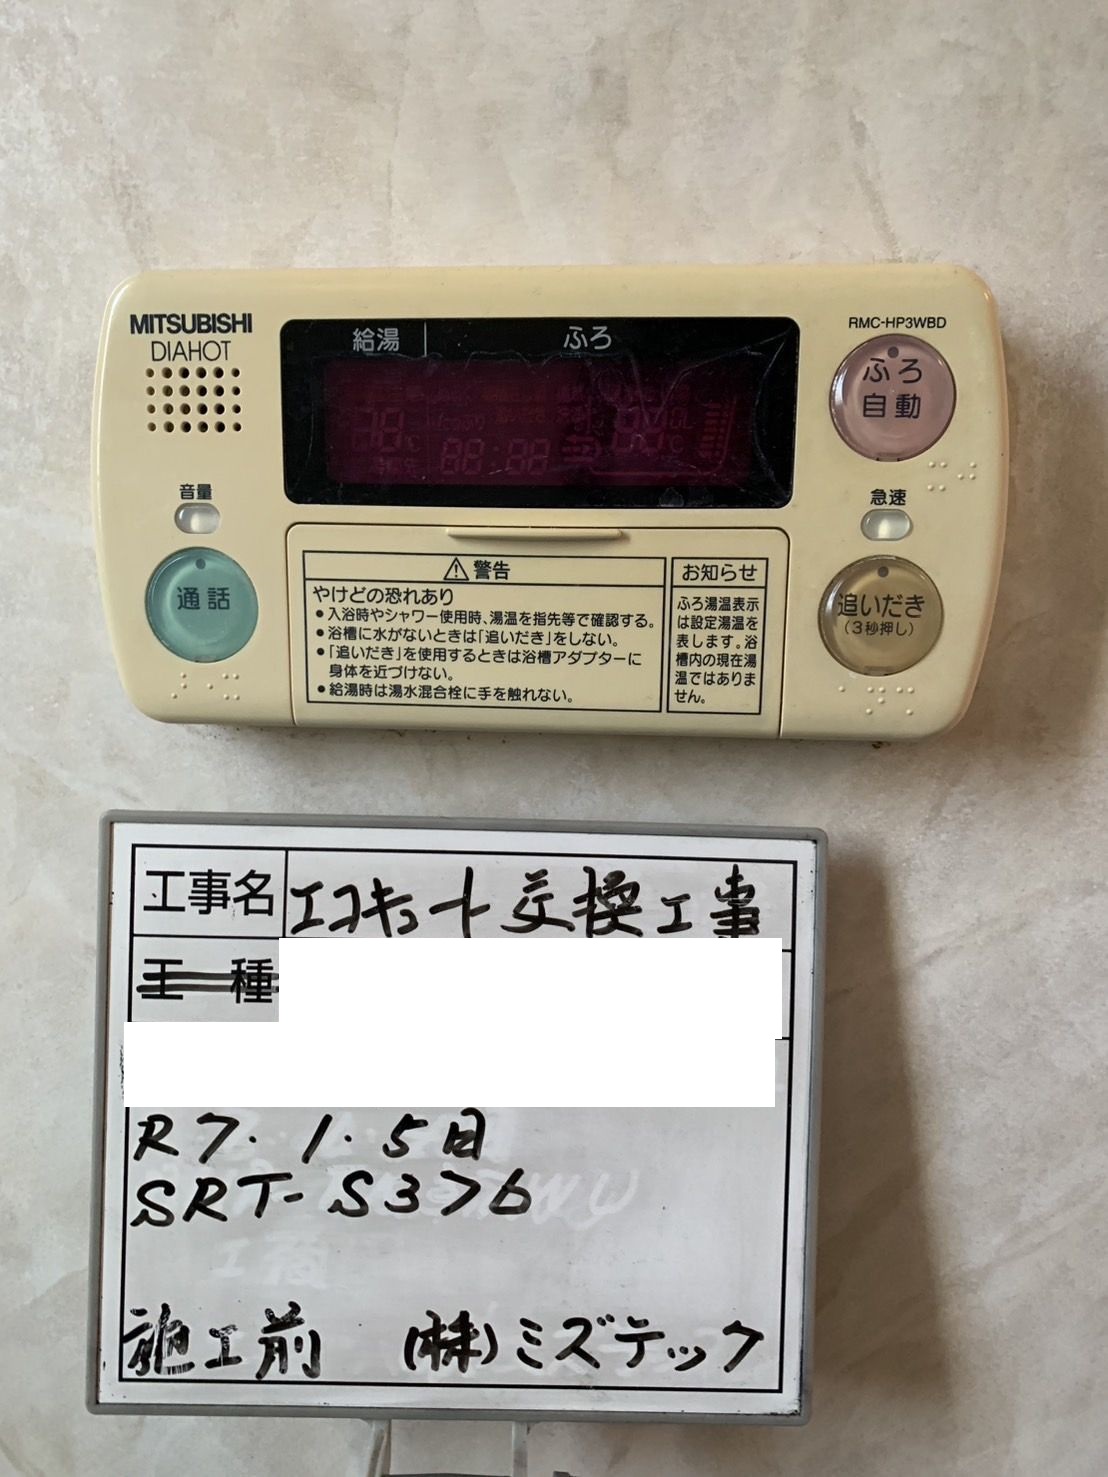 MITSUBISHI
DIAHOT
給湯 ふろ
RMC-HP3WBD
ふろ
自動
音量
急速
通話
追いだき
(3秒押し)
⚠警告
やけどの恐れあり
●入浴時やシャワー使用時、湯温を指先等で確認する。
●浴槽に水がないときは「追いだき」をしない。
●「追いだき」を使用するときは浴槽アダプターに
身体を近づけない。
●給湯時は湯水混合栓に手を触れない。
お知らせ
ふろ湯温表示
は設定湯温を
表します。浴
槽内の現在湯
温ではありま
せん。
工事名 エコキュート交換工事
工種
R7.1.5日
SRT-S376
施工前 (株)ミズテック